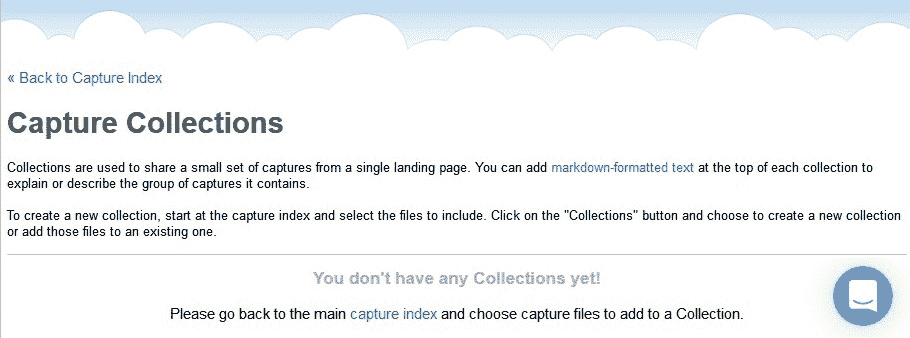 « Back to Capture Index
Capture Collections
Collections are used to share a small set of captures from a single landing page. You can add markdown-formatted text at the top of each collection to
explain or describe the group of captures it contains.
To create a new collection, start at the capture index and select the files to include. Click on the "Collections" button and choose to create a new collection
or add those files to an existing one.
You don't have any Collections yet!
Please go back to the main capture index and choose capture files to add to a Collection.